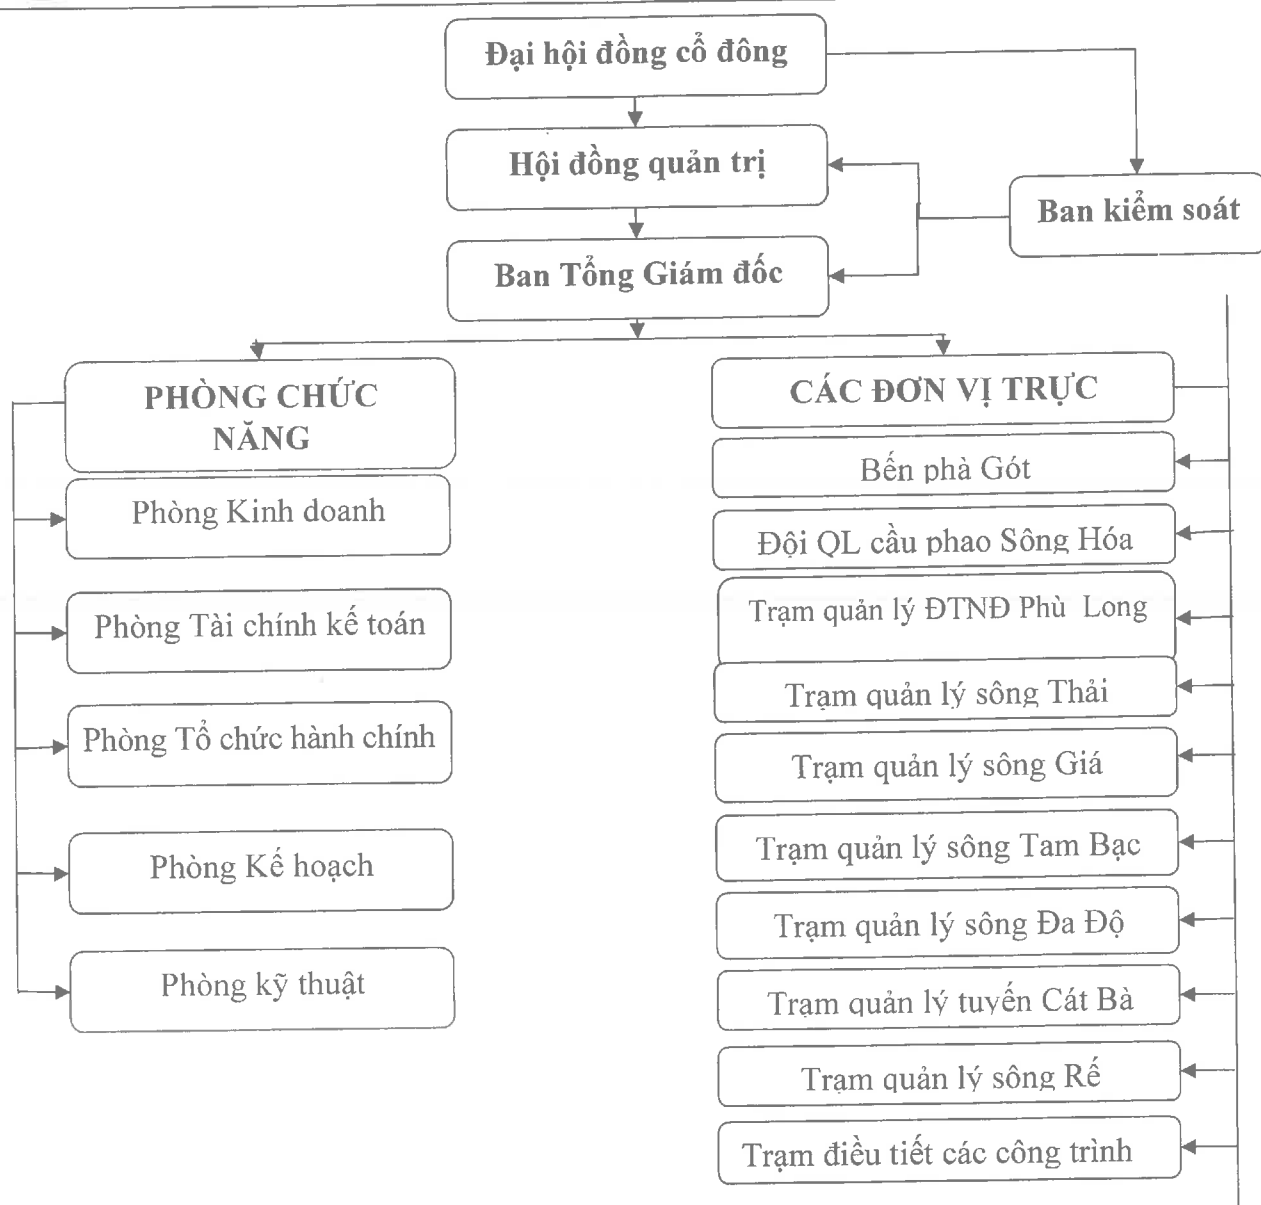 Đại hội đồng cổ đông
Hội đồng quản trị
Ban kiểm soát
Ban Tổng Giám đốc
PHÒNG CHỨC
NĂNG
Phòng Kinh doanh
Phòng Tài chính kế toán
Phòng Tổ chức hành chính
Phòng Kế hoạch
Phòng kỹ thuật
CÁC ĐƠN VỊ TRỰC
Bến phà Gót
Đội QL cầu phao Sông Hóa
Trạm quản lý ĐTNĐ Phù Long
Trạm quản lý sông Thải
Trạm quản lý sông Giá
Trạm quản lý sông Tam Bạc
Trạm quản lý sông Đa Độ
Trạm quản lý tuyến Cát Bà
Trạm quản lý sông Rế
Trạm điều tiết các công trình